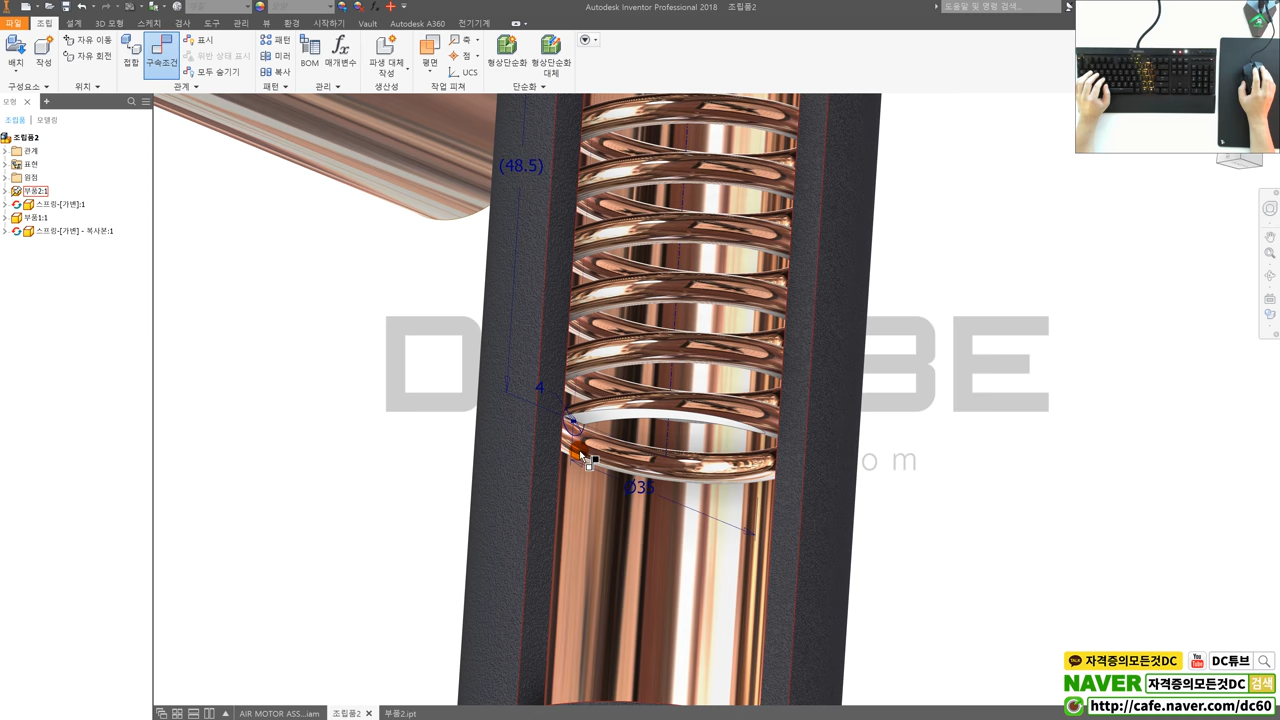 Autodesk Inventor Professional 2018
조립품2
도움말 및 명령 검색...
파일
조립
설계
3D 모형
스케치
검사
도구
관리
뷰
환경
시작하기
Vault
Autodesk A360
전기기계
배치
작성
자유 이동
자유 회전
접합
구속조건
표시
위반 상태 표시
모두 숨기기
패턴
미러
복사
BOM
매개변수
파생 대체
작성
평면
축
점
UCS
형상단순화
형상단순화
대체
구성요소
위치
관계
패턴
관리
생산성
작업 피처
단순화
모형
조립품
모델링
조립품2
관계
표현
원점
부품2:1
스프링-[가변]:1
부품1:1
스프링-[가변] - 복사본:1
(48.5)
4
Ø35
D
BE
om
AIR MOTOR ASS...iam
조립품2
부품2.ipt
TALK
자격증의모든것DC
You
Tube
DC튜브
NAVER
자격증의모든것DC
검색
http://cafe.naver.com/dc60